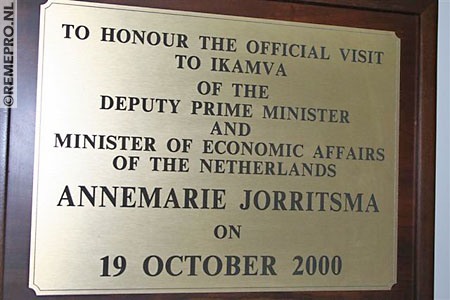 ©REMEPRO.NL
TO HONOUR THE OFFICIAL VISIT
TO IKAMVA
OF THE
DEPUTY PRIME MINISTER
AND
MINISTER OF ECONOMIC AFFAIRS
OF THE NETHERLANDS
ANNEMARIE JORRITSMA
ON
19 OCTOBER 2000